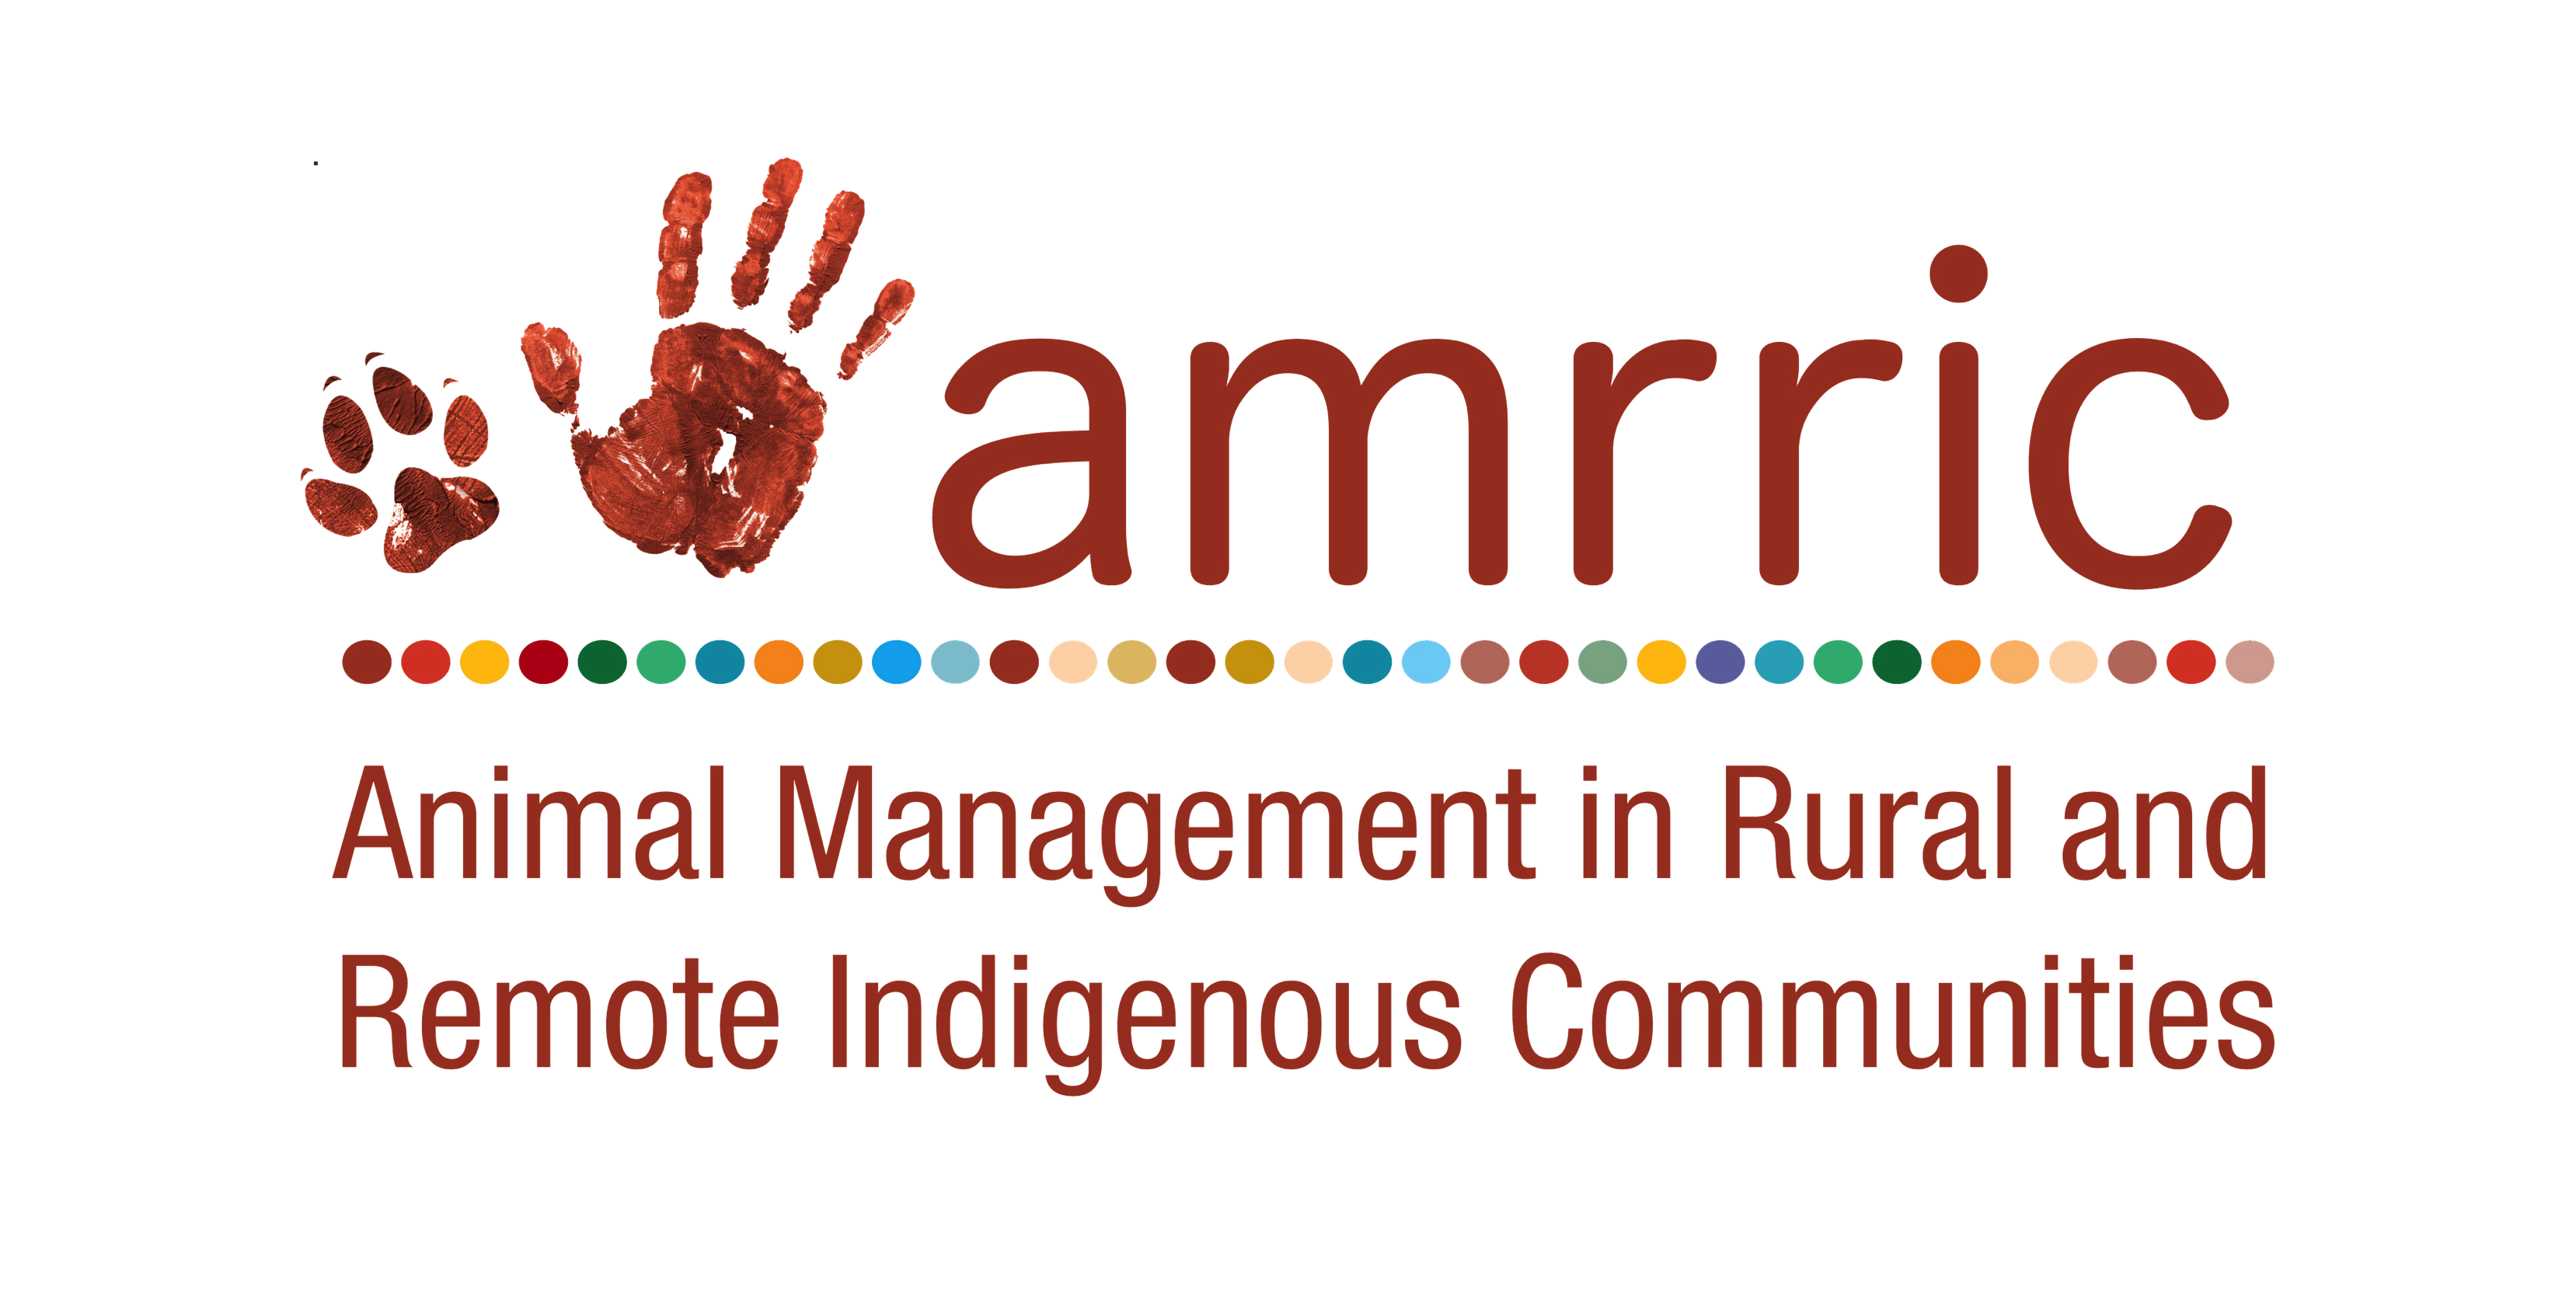 amrric
Animal Management in Rural and
Remote Indigenous Communities